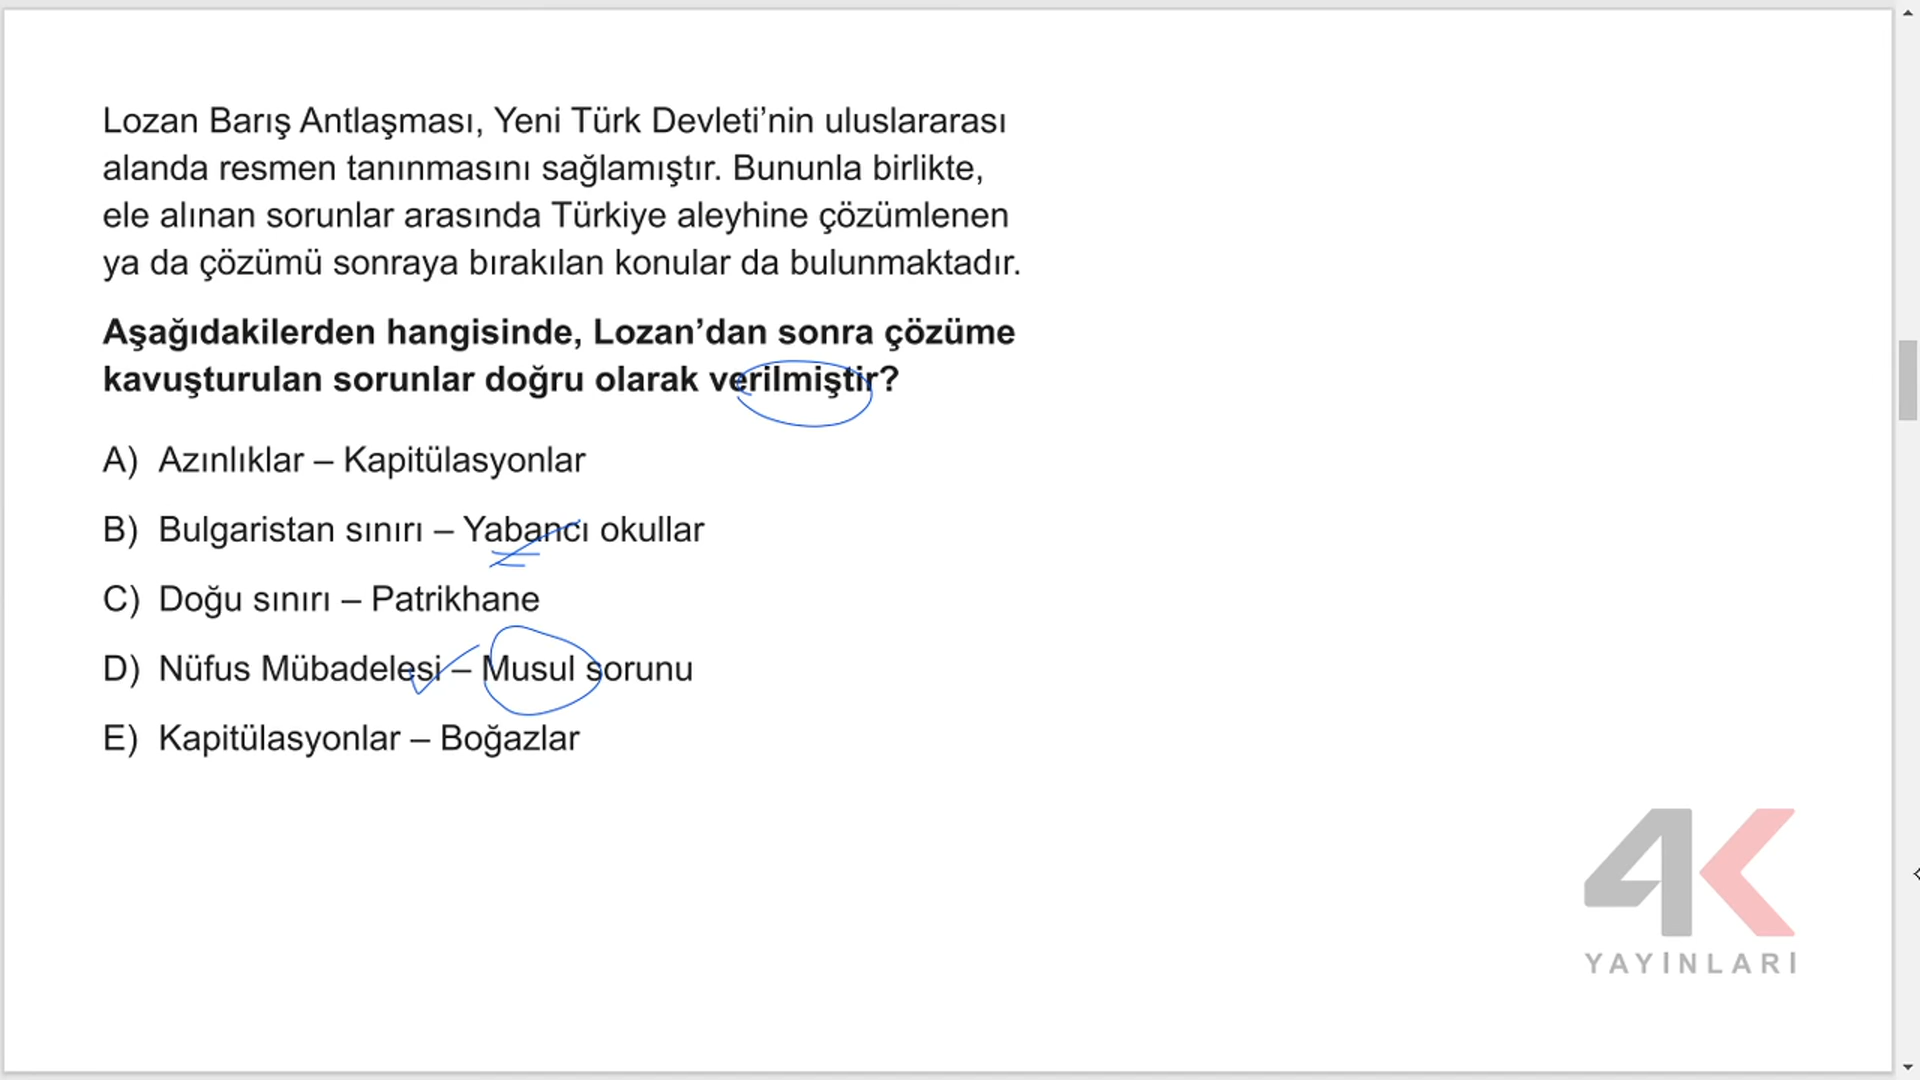 Lozan Barış Antlaşması, Yeni Türk Devleti’nin uluslararası
alanda resmen tanınmasını sağlamıştır. Bununla birlikte,
ele alınan sorunlar arasında Türkiye aleyhine çözümlenen
ya da çözümü sonraya bırakılan konular da bulunmaktadır.
Aşağıdakilerden hangisinde, Lozan’dan sonra çözüme
kavuşturulan sorunlar doğru olarak verilmiştir?
A) Azınlıklar – Kapitülasyonlar
B) Bulgaristan sınırı – Yabancı okullar
C) Doğu sınırı – Patrikhane
D) Nüfus Mübadelesi – Musul sorunu
E) Kapitülasyonlar – Boğazlar
4K
YAYINLARI